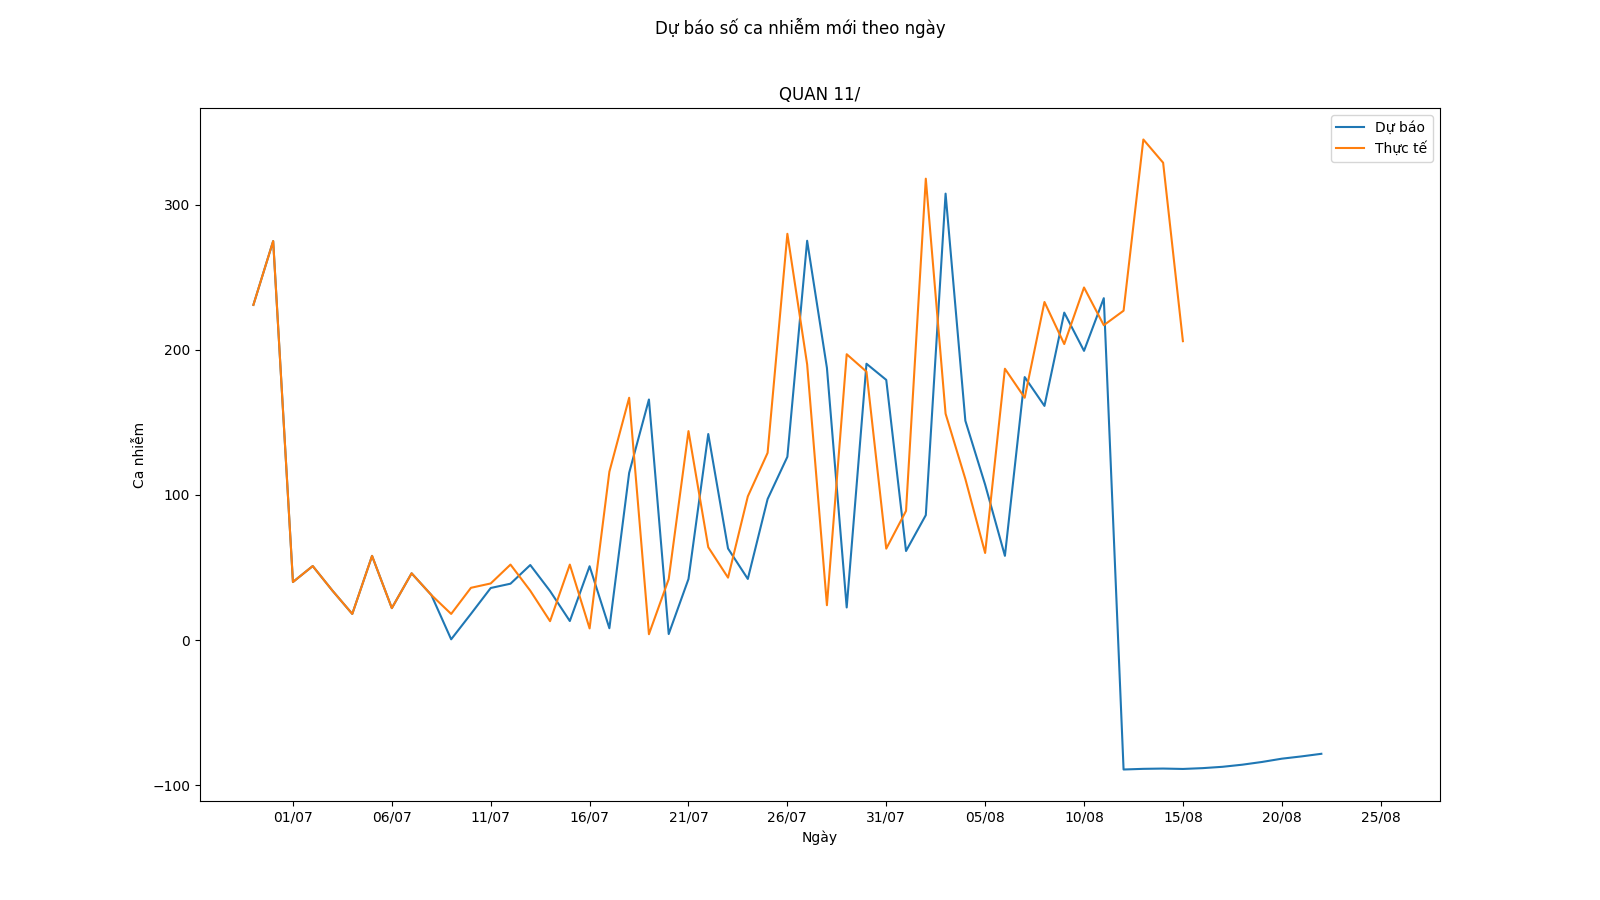 Dự báo số ca nhiễm mới theo ngày
QUAN 11/
Dự báo
Thực tế
300
200
100
0
−100
Ca nhiễm
01/07 06/07 11/07 16/07 21/07 26/07 31/07 05/08 10/08 15/08 20/08 25/08
Ngày